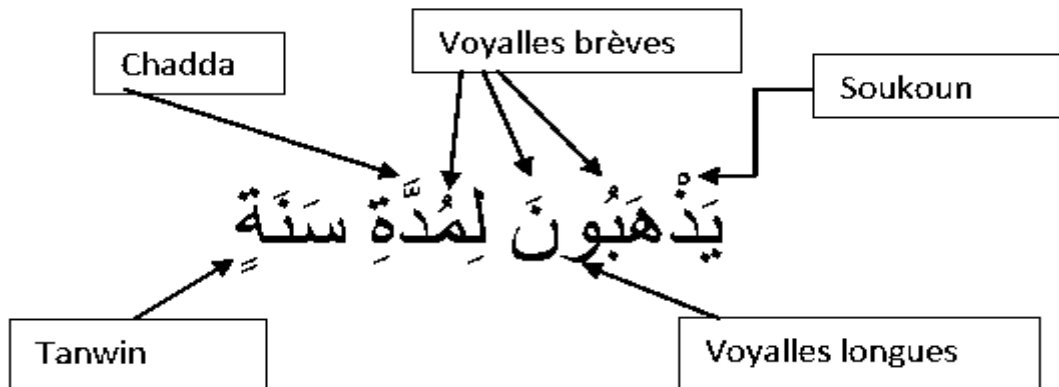 Voyalles brèves
Chadda
Soukoun
يَذْهَبُونَ لِمُدَّةِ سَنَةٍ
Tanwin
Voyalles longues